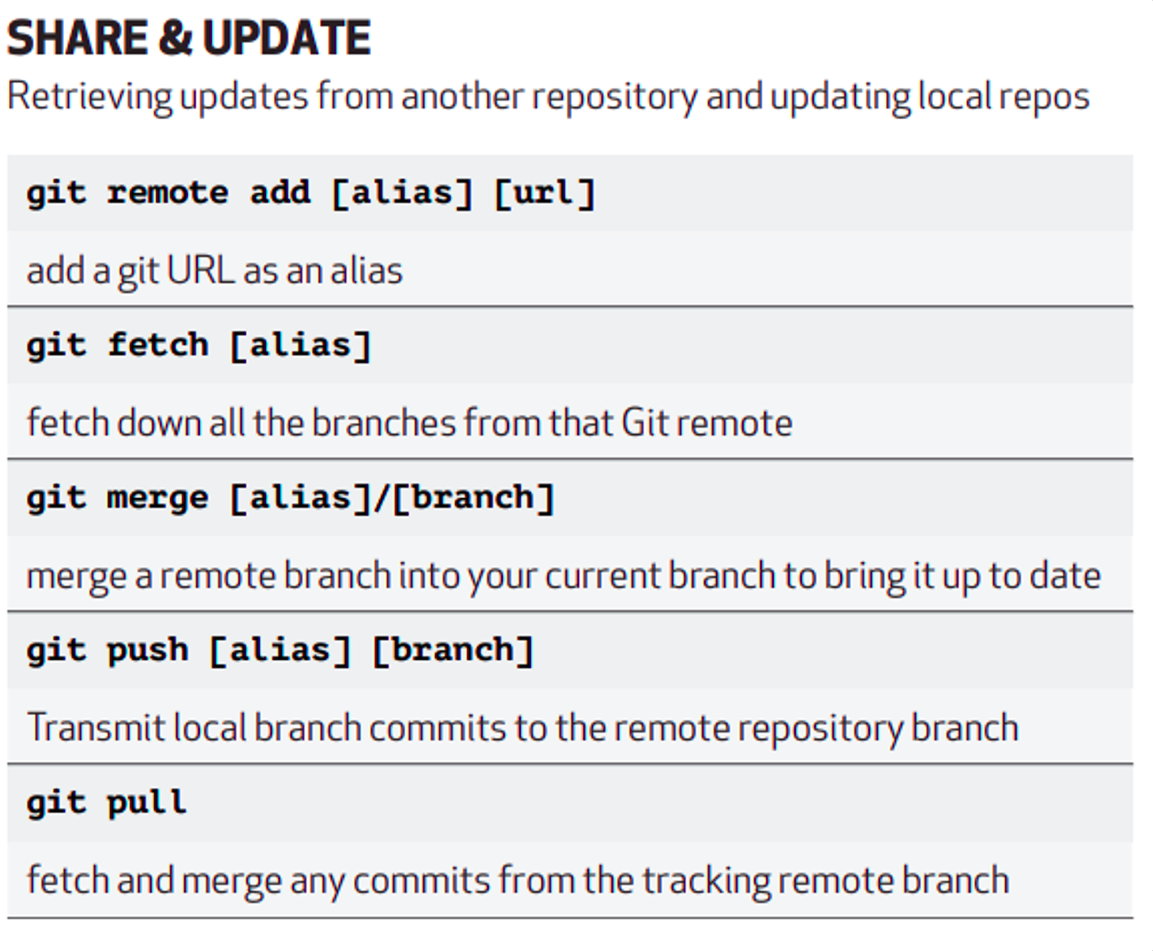 SHARE & UPDATE
Retrieving updates from another repository and updating local repos
git remote add [alias] [url]
add a git URL as an alias
git fetch [alias]
fetch down all the branches from that Git remote
git merge [alias]/[branch]
merge a remote branch into your current branch to bring it up to date
git push [alias] [branch]
Transmit local branch commits to the remote repository branch
git pull
fetch and merge any commits from the tracking remote branch